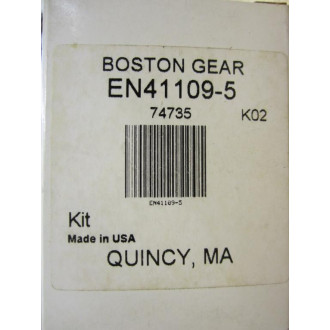 BOSTON GEAR
EN41109-5
74735 K02
EN41109-5
Kit
Made in USA
QUINCY, MA